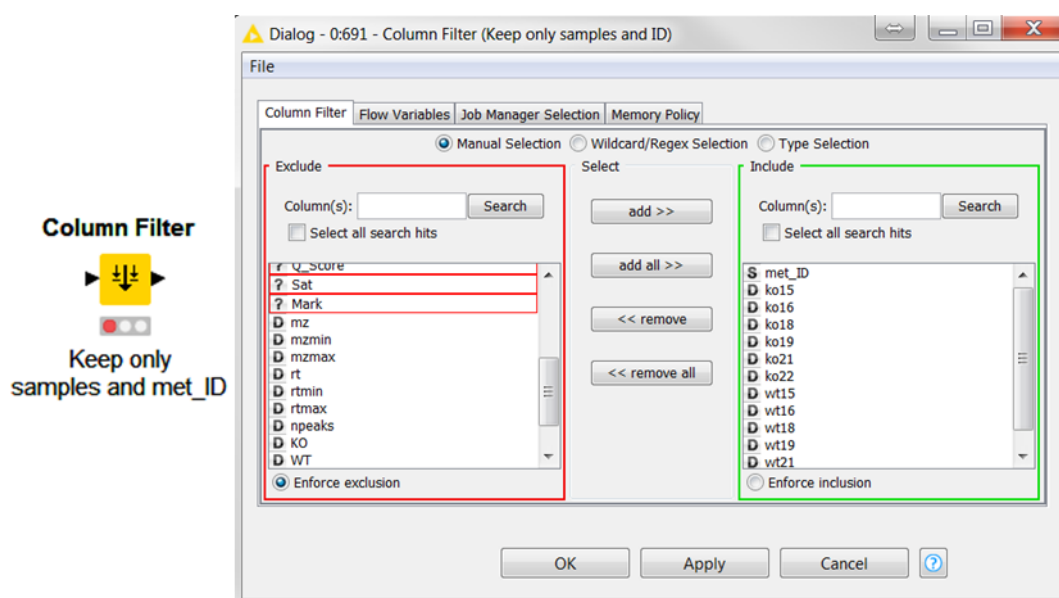 Column Filter
Keep only
samples and met_ID
Dialog - 0:691 - Column Filter (Keep only samples and ID)
File
Column Filter Flow Variables Job Manager Selection Memory Policy
Manual Selection Wildcard/Regex Selection Type Selection
Exclude
Column(s): Search
Select all search hits
? Q_Score
? Sat
? Mark
D mz
D mzmin
D mzmax
D rt
D rtmin
D rtmax
D npeaks
D KO
D WT
Enforce exclusion
Select
add >>
add all >>
<< remove
<< remove all
Include
Column(s): Search
Select all search hits
S met_ID
D ko15
D ko16
D ko18
D ko19
D ko21
D ko22
D wt15
D wt16
D wt18
D wt19
D wt21
Enforce inclusion
OK Apply Cancel ?